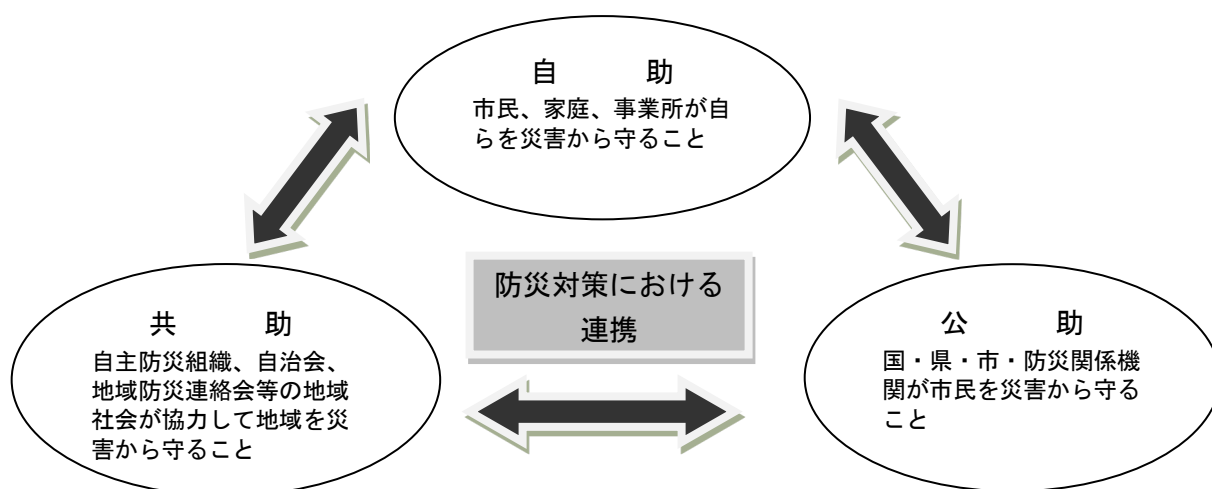 自　　　助
市民、家庭、事業所が自
らを災害から守ること
防災対策における
連携
共　　　助
自主防災組織、自治会、
地域防災連絡会等の地域
社会が協力して地域を災
害から守ること
公　　　助
国・県・市・防災関係機
関が市民を災害から守る
こと